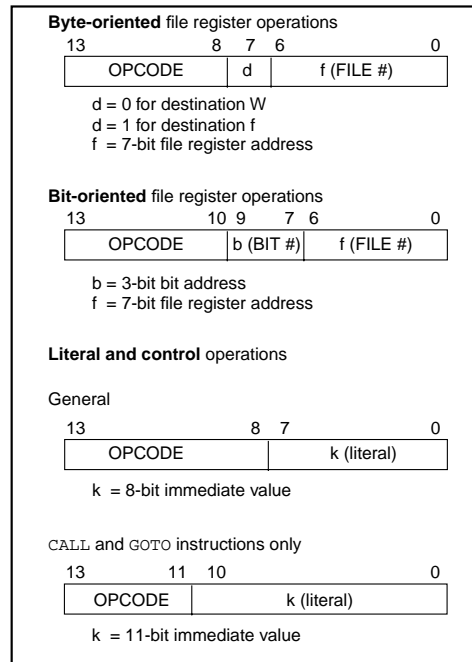 Byte-oriented file register operations
13 8 7 6 0
OPCODE d f (FILE #)
d = 0 for destination W
d = 1 for destination f
f = 7-bit file register address
Bit-oriented file register operations
13 10 9 7 6 0
OPCODE b (BIT #) f (FILE #)
b = 3-bit bit address
f = 7-bit file register address
Literal and control operations
General
13 8 7 0
OPCODE k (literal)
k = 8-bit immediate value
CALL and GOTO instructions only
13 11 10 0
OPCODE k (literal)
k = 11-bit immediate value